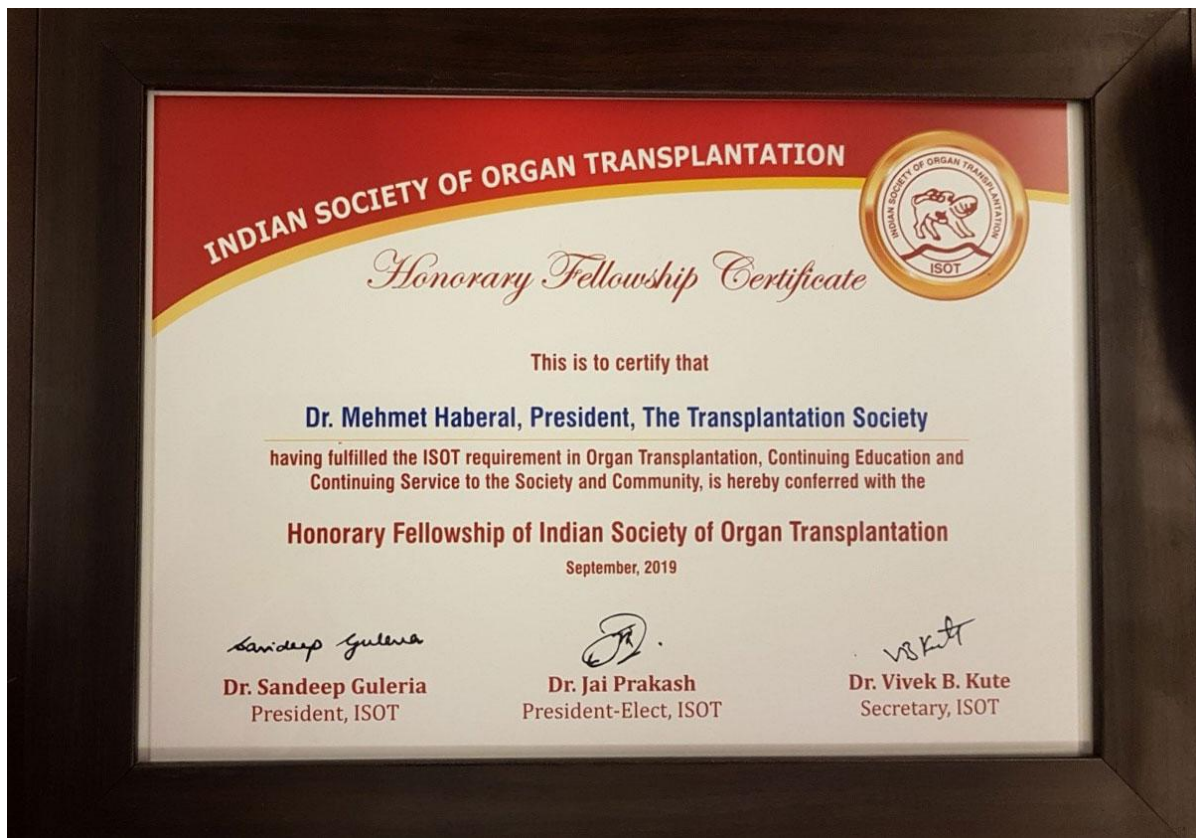 INDIAN SOCIETY OF ORGAN TRANSPLANTATION
INDIAN SOCIETY OF ORGAN TRANSPLANTATION
ISOT
Honorary Fellowship Certificate
This is to certify that
Dr. Mehmet Haberal, President, The Transplantation Society
having fulfilled the ISOT requirement in Organ Transplantation, Continuing Education and
Continuing Service to the Society and Community, is hereby conferred with the
Honorary Fellowship of Indian Society of Organ Transplantation
September, 2019
Sandeep Guleria
VB Kute
Dr. Sandeep Guleria
President, ISOT
Dr. Jai Prakash
President-Elect, ISOT
Dr. Vivek B. Kute
Secretary, ISOT